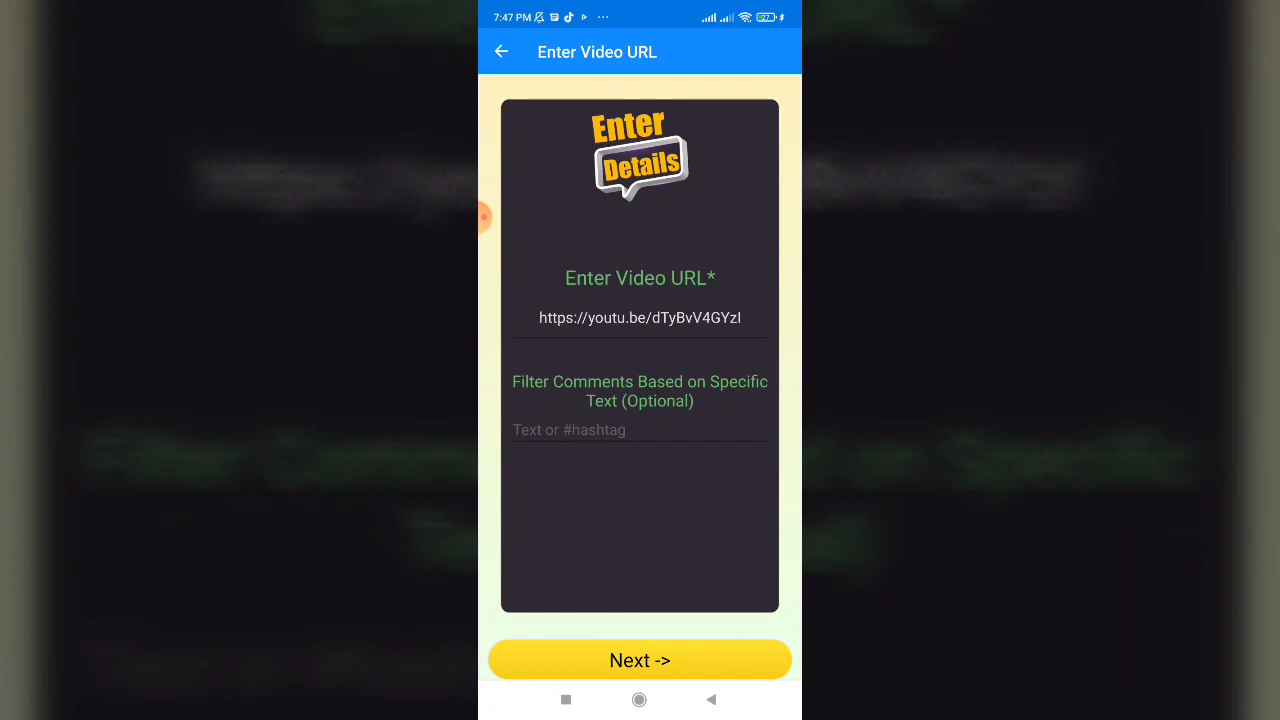 7:47 PM
27
Enter Video URL
Enter
Details
Enter Video URL*
https://youtu.be/dTyBvV4GYzI
Filter Comments Based on Specific
Text (Optional)
Text or #hashtag
Next ->